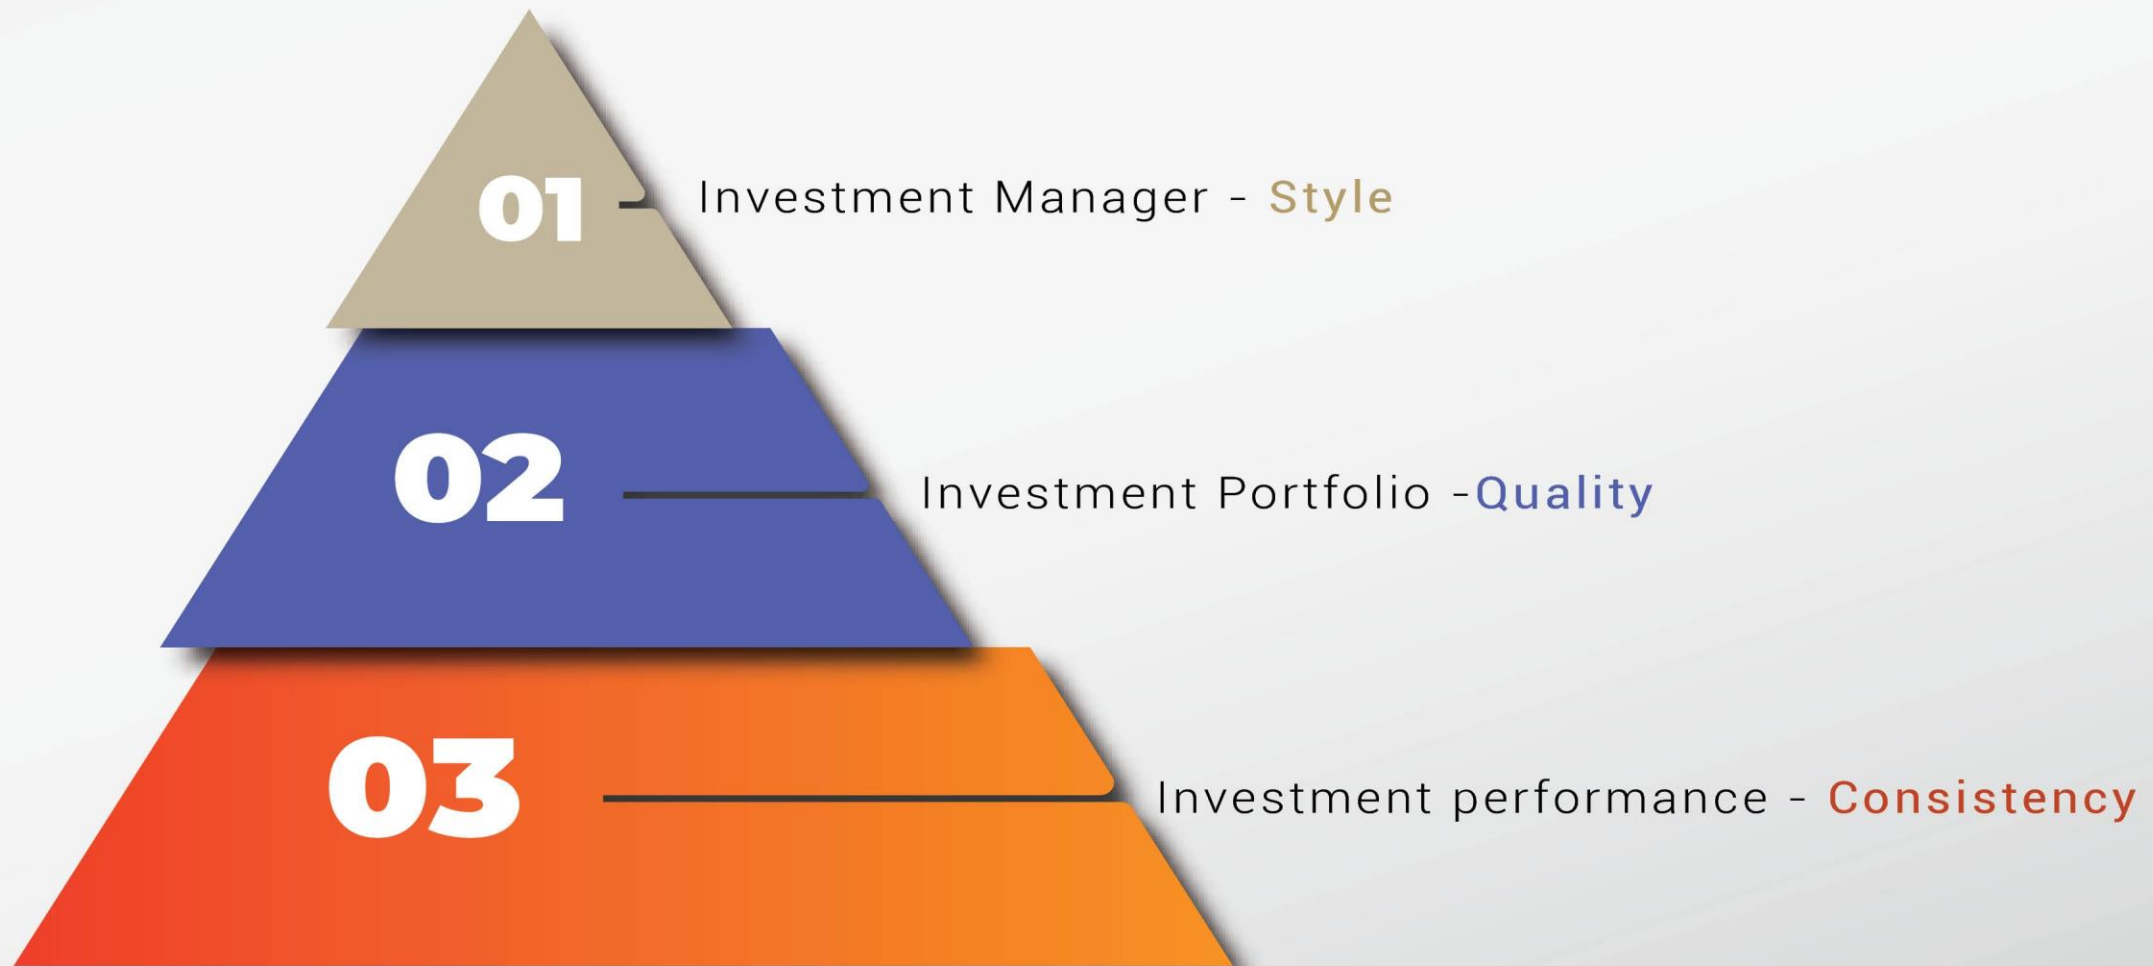 01 Investment Manager - Style
02 Investment Portfolio -Quality
03 Investment performance - Consistency